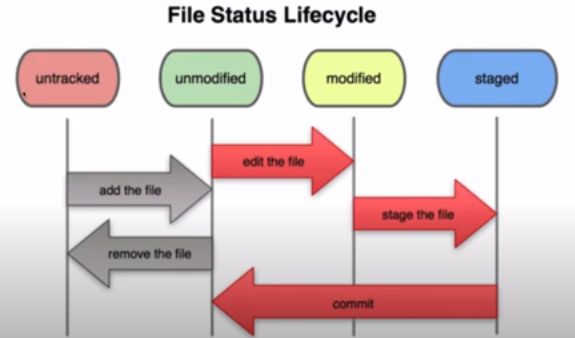 File Status Lifecycle
untracked
unmodified
modified
staged
edit the file
add the file
stage the file
remove the file
commit